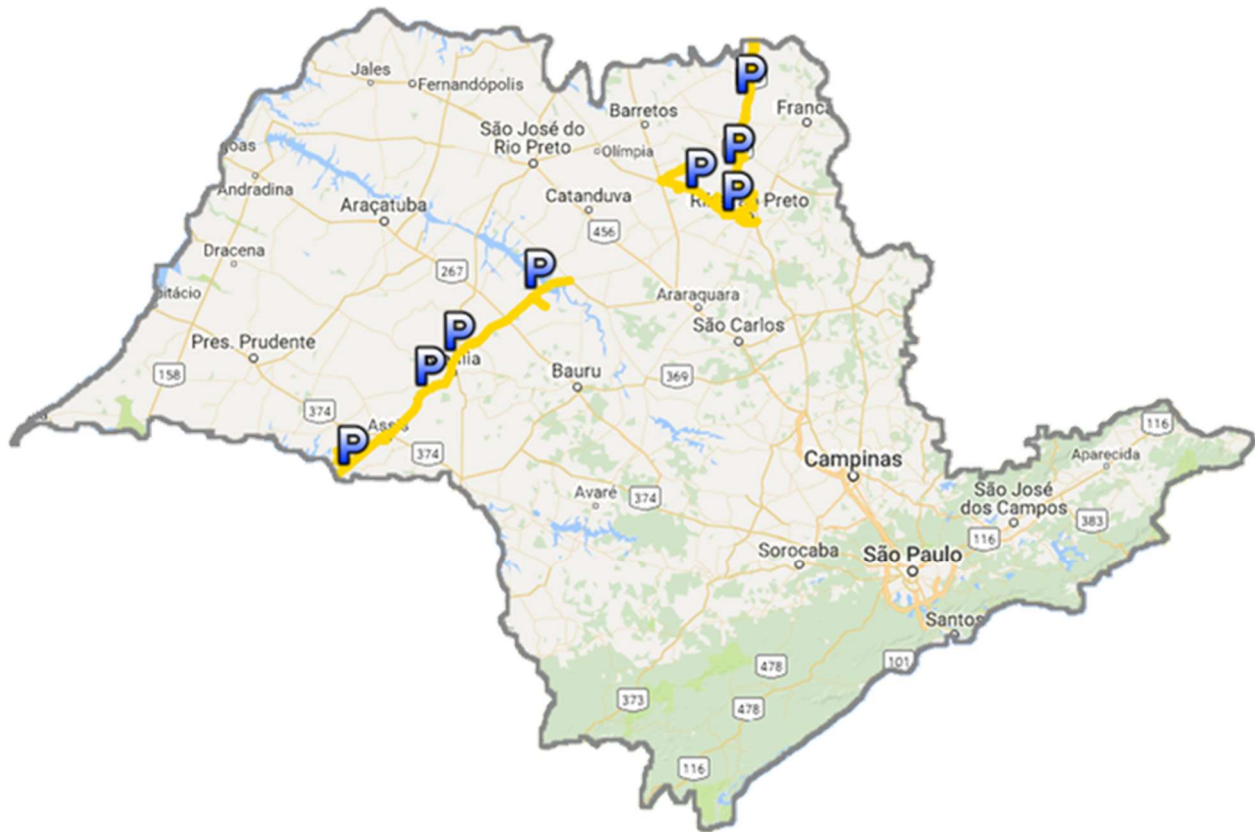 P
Jales
Fernandópolis
Barretos
Franca
São José do
Rio Preto
P
Olímpia
P
P
Andradina
Catanduva
Preto
Araçatuba
456
Dracena
P
267
Araraquara
São Carlos
P
Pres. Prudente
P
Bauru
158
369
374
Assis
116
P
374
Campinas
Aparecida
Avaré
374
São José
dos Campos
383
116
Sorocaba
São Paulo
Santos
478
101
373
478
116